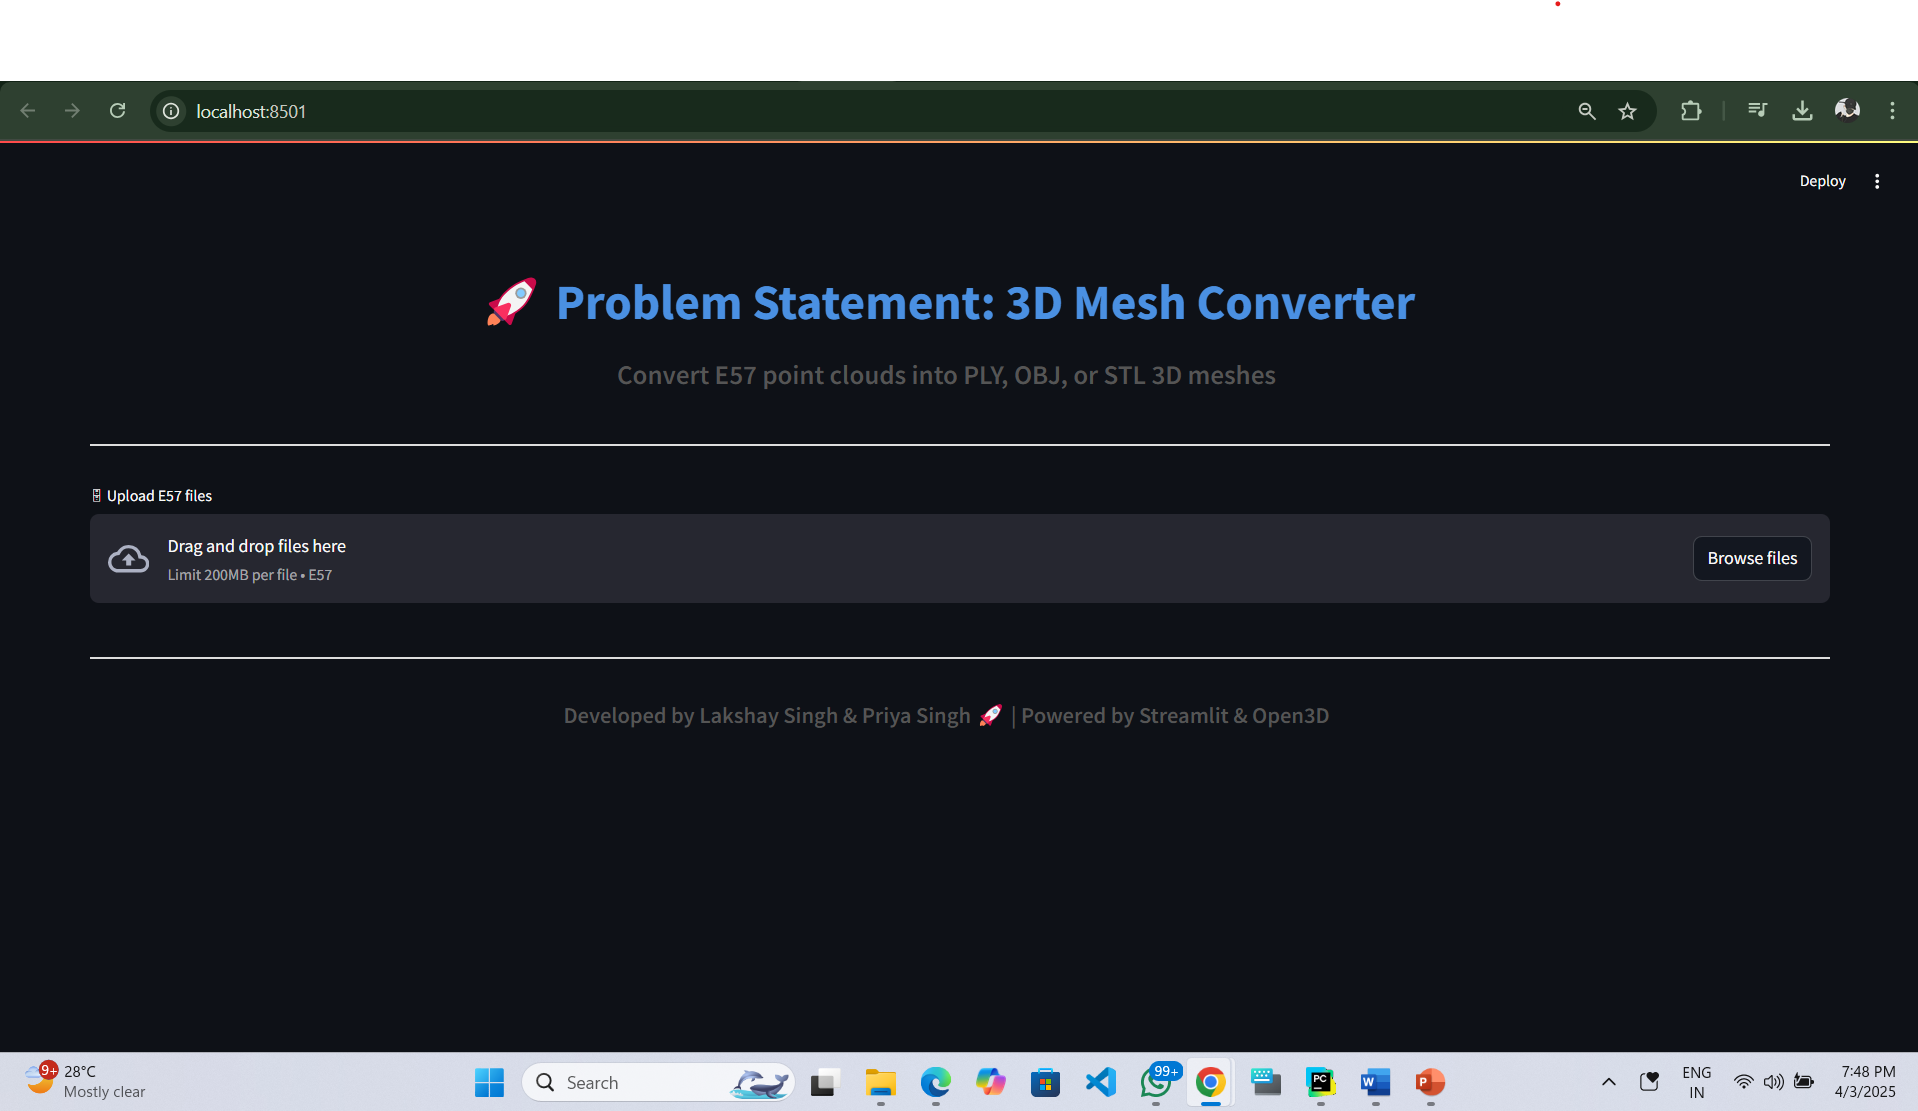 localhost:8501
Deploy
🚀 Problem Statement: 3D Mesh Converter
Convert E57 point clouds into PLY, OBJ, or STL 3D meshes
Upload E57 files
Drag and drop files here
Limit 200MB per file • E57
Browse files
Developed by Lakshay Singh & Priya Singh 🚀 | Powered by Streamlit & Open3D
9+
28°C
Mostly clear
Search
99+
PC
W
P
ENG
IN
7:48 PM
4/3/2025